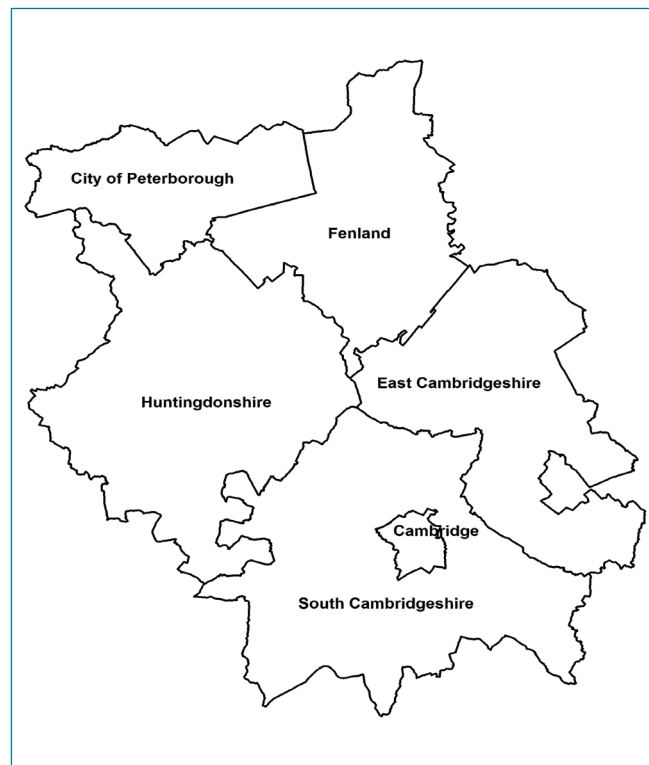 City of Peterborough
Fenland
East Cambridgeshire
Huntingdonshire
Cambridge
South Cambridgeshire